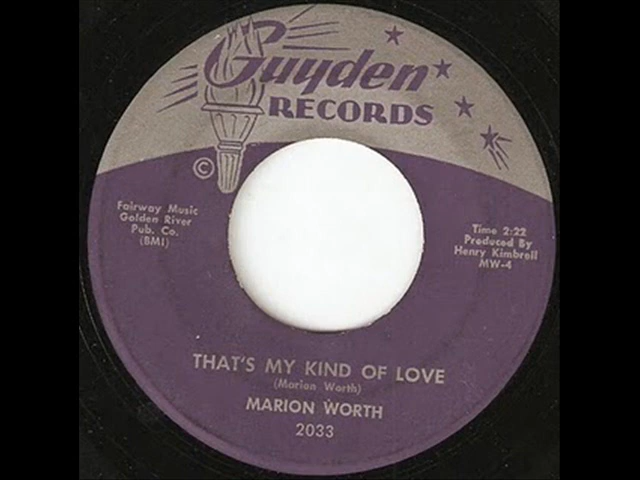 Guyden
RECORDS
©
Fairway Music
Golden River
Pub. Co.
(BMI)
Time 2:22
Produced By
Henry Kimbrell
MW-4
THAT'S MY KIND OF LOVE
(Marion Worth)
MARION WORTH
2033